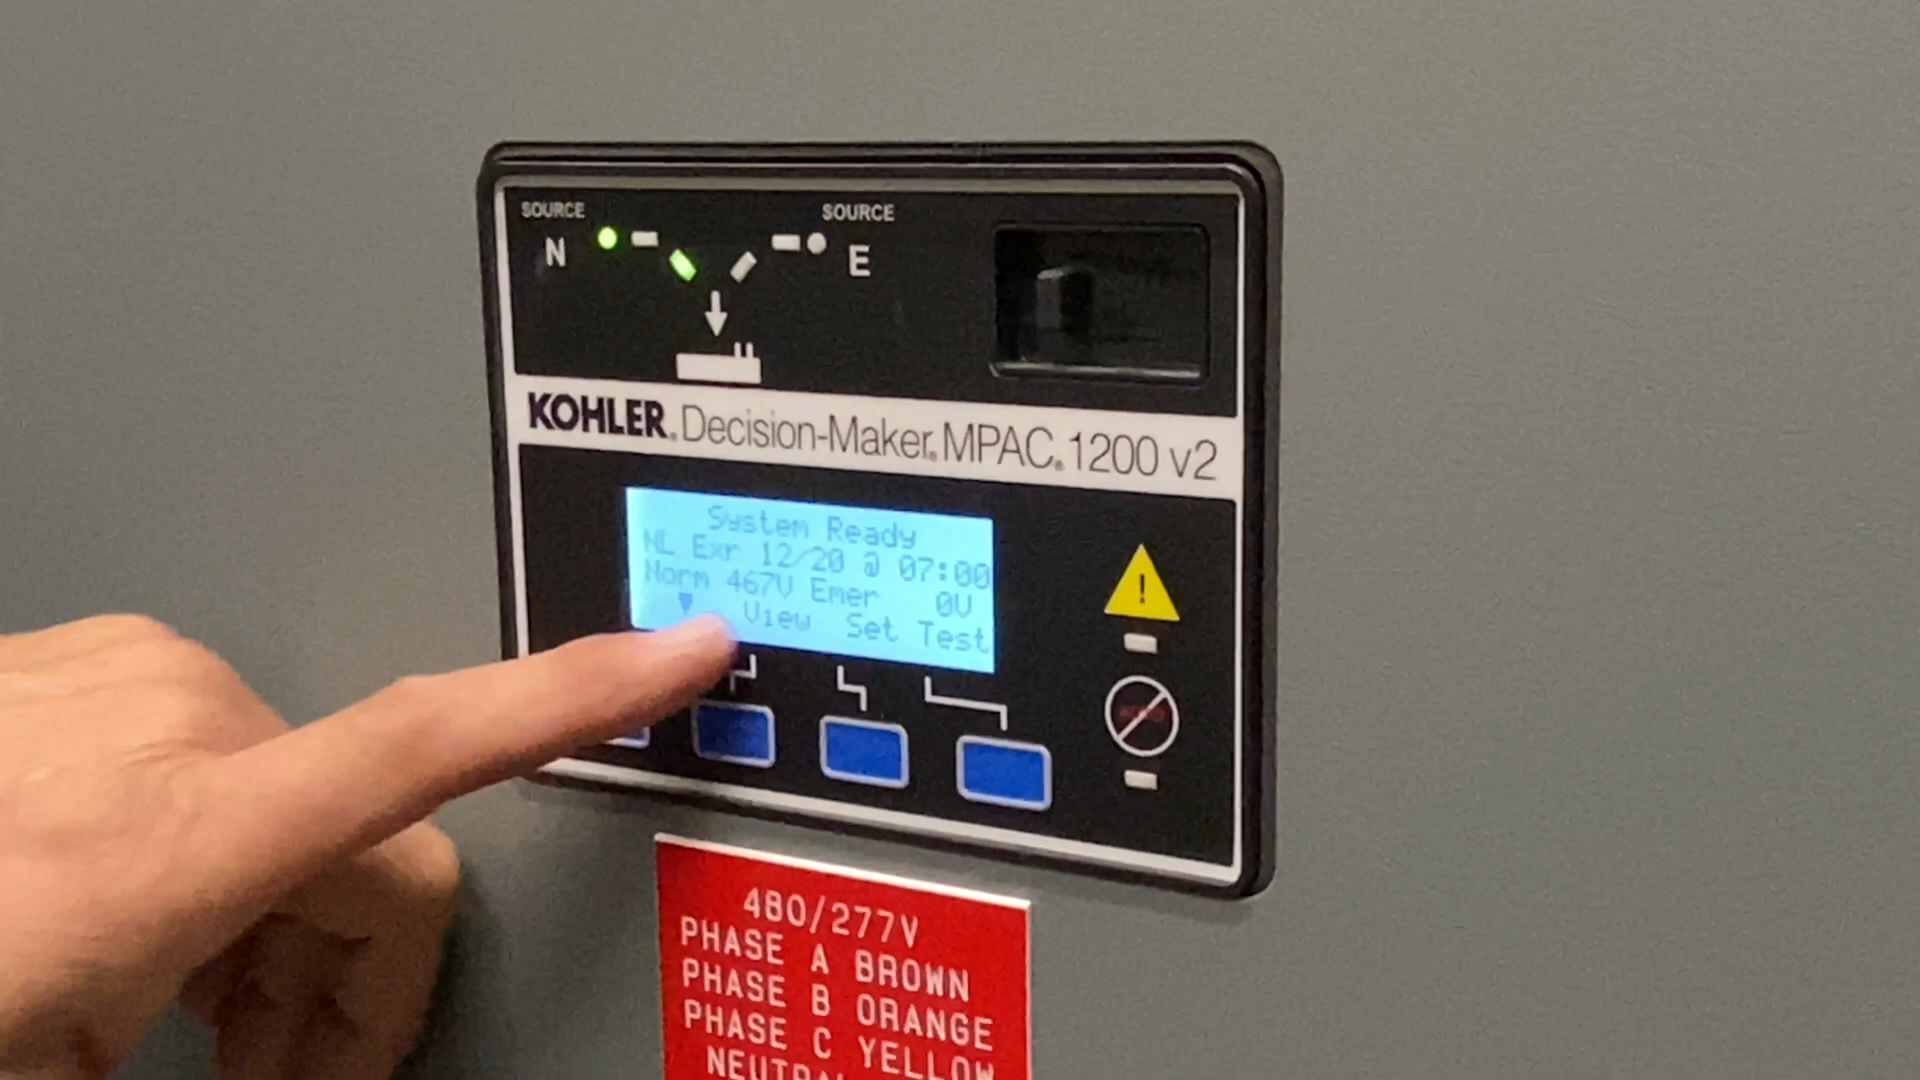 SOURCE
N
SOURCE
E
KOHLER. Decision-Maker. MPAC. 1200 v2
System Ready
NL Exr 12/20 @ 07:00
Norm 467V Emer 0V
View Set Test
!
480/277V
PHASE A BROWN
PHASE B ORANGE
PHASE C YELLOW